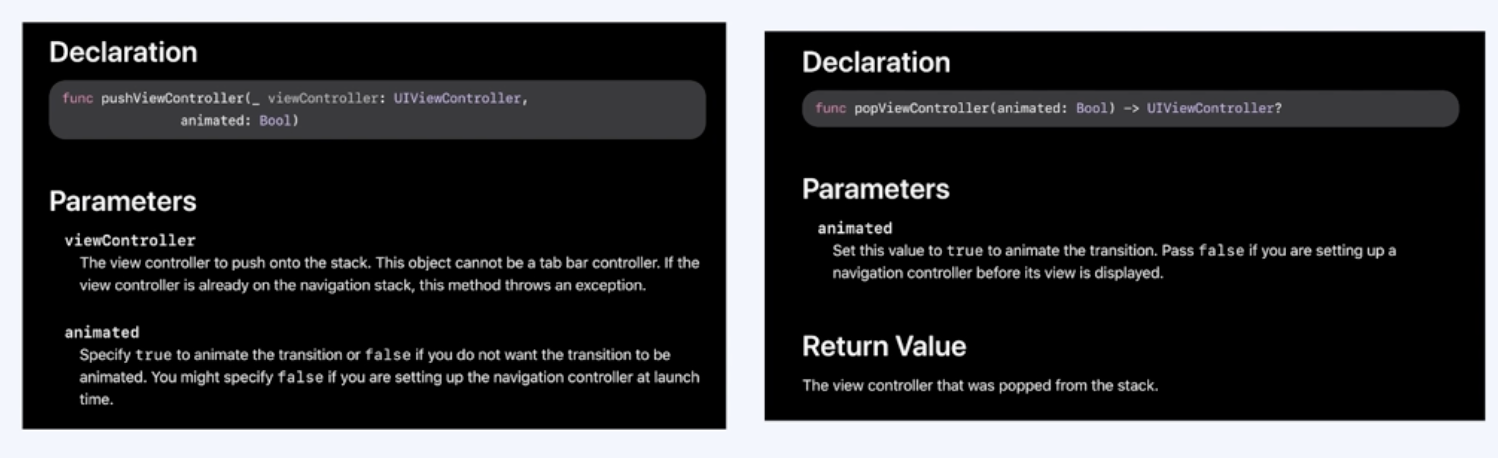 Declaration
func pushViewController(_ viewController: UIViewController,
animated: Bool)
Parameters
viewController
The view controller to push onto the stack. This object cannot be a tab bar controller. If the
view controller is already on the navigation stack, this method throws an exception.
animated
Specify true to animate the transition or false if you do not want the transition to be
animated. You might specify false if you are setting up the navigation controller at launch
time.
Declaration
func popViewController(animated: Bool) -> UIViewController?
Parameters
animated
Set this value to true to animate the transition. Pass false if you are setting up a
navigation controller before its view is displayed.
Return Value
The view controller that was popped from the stack.